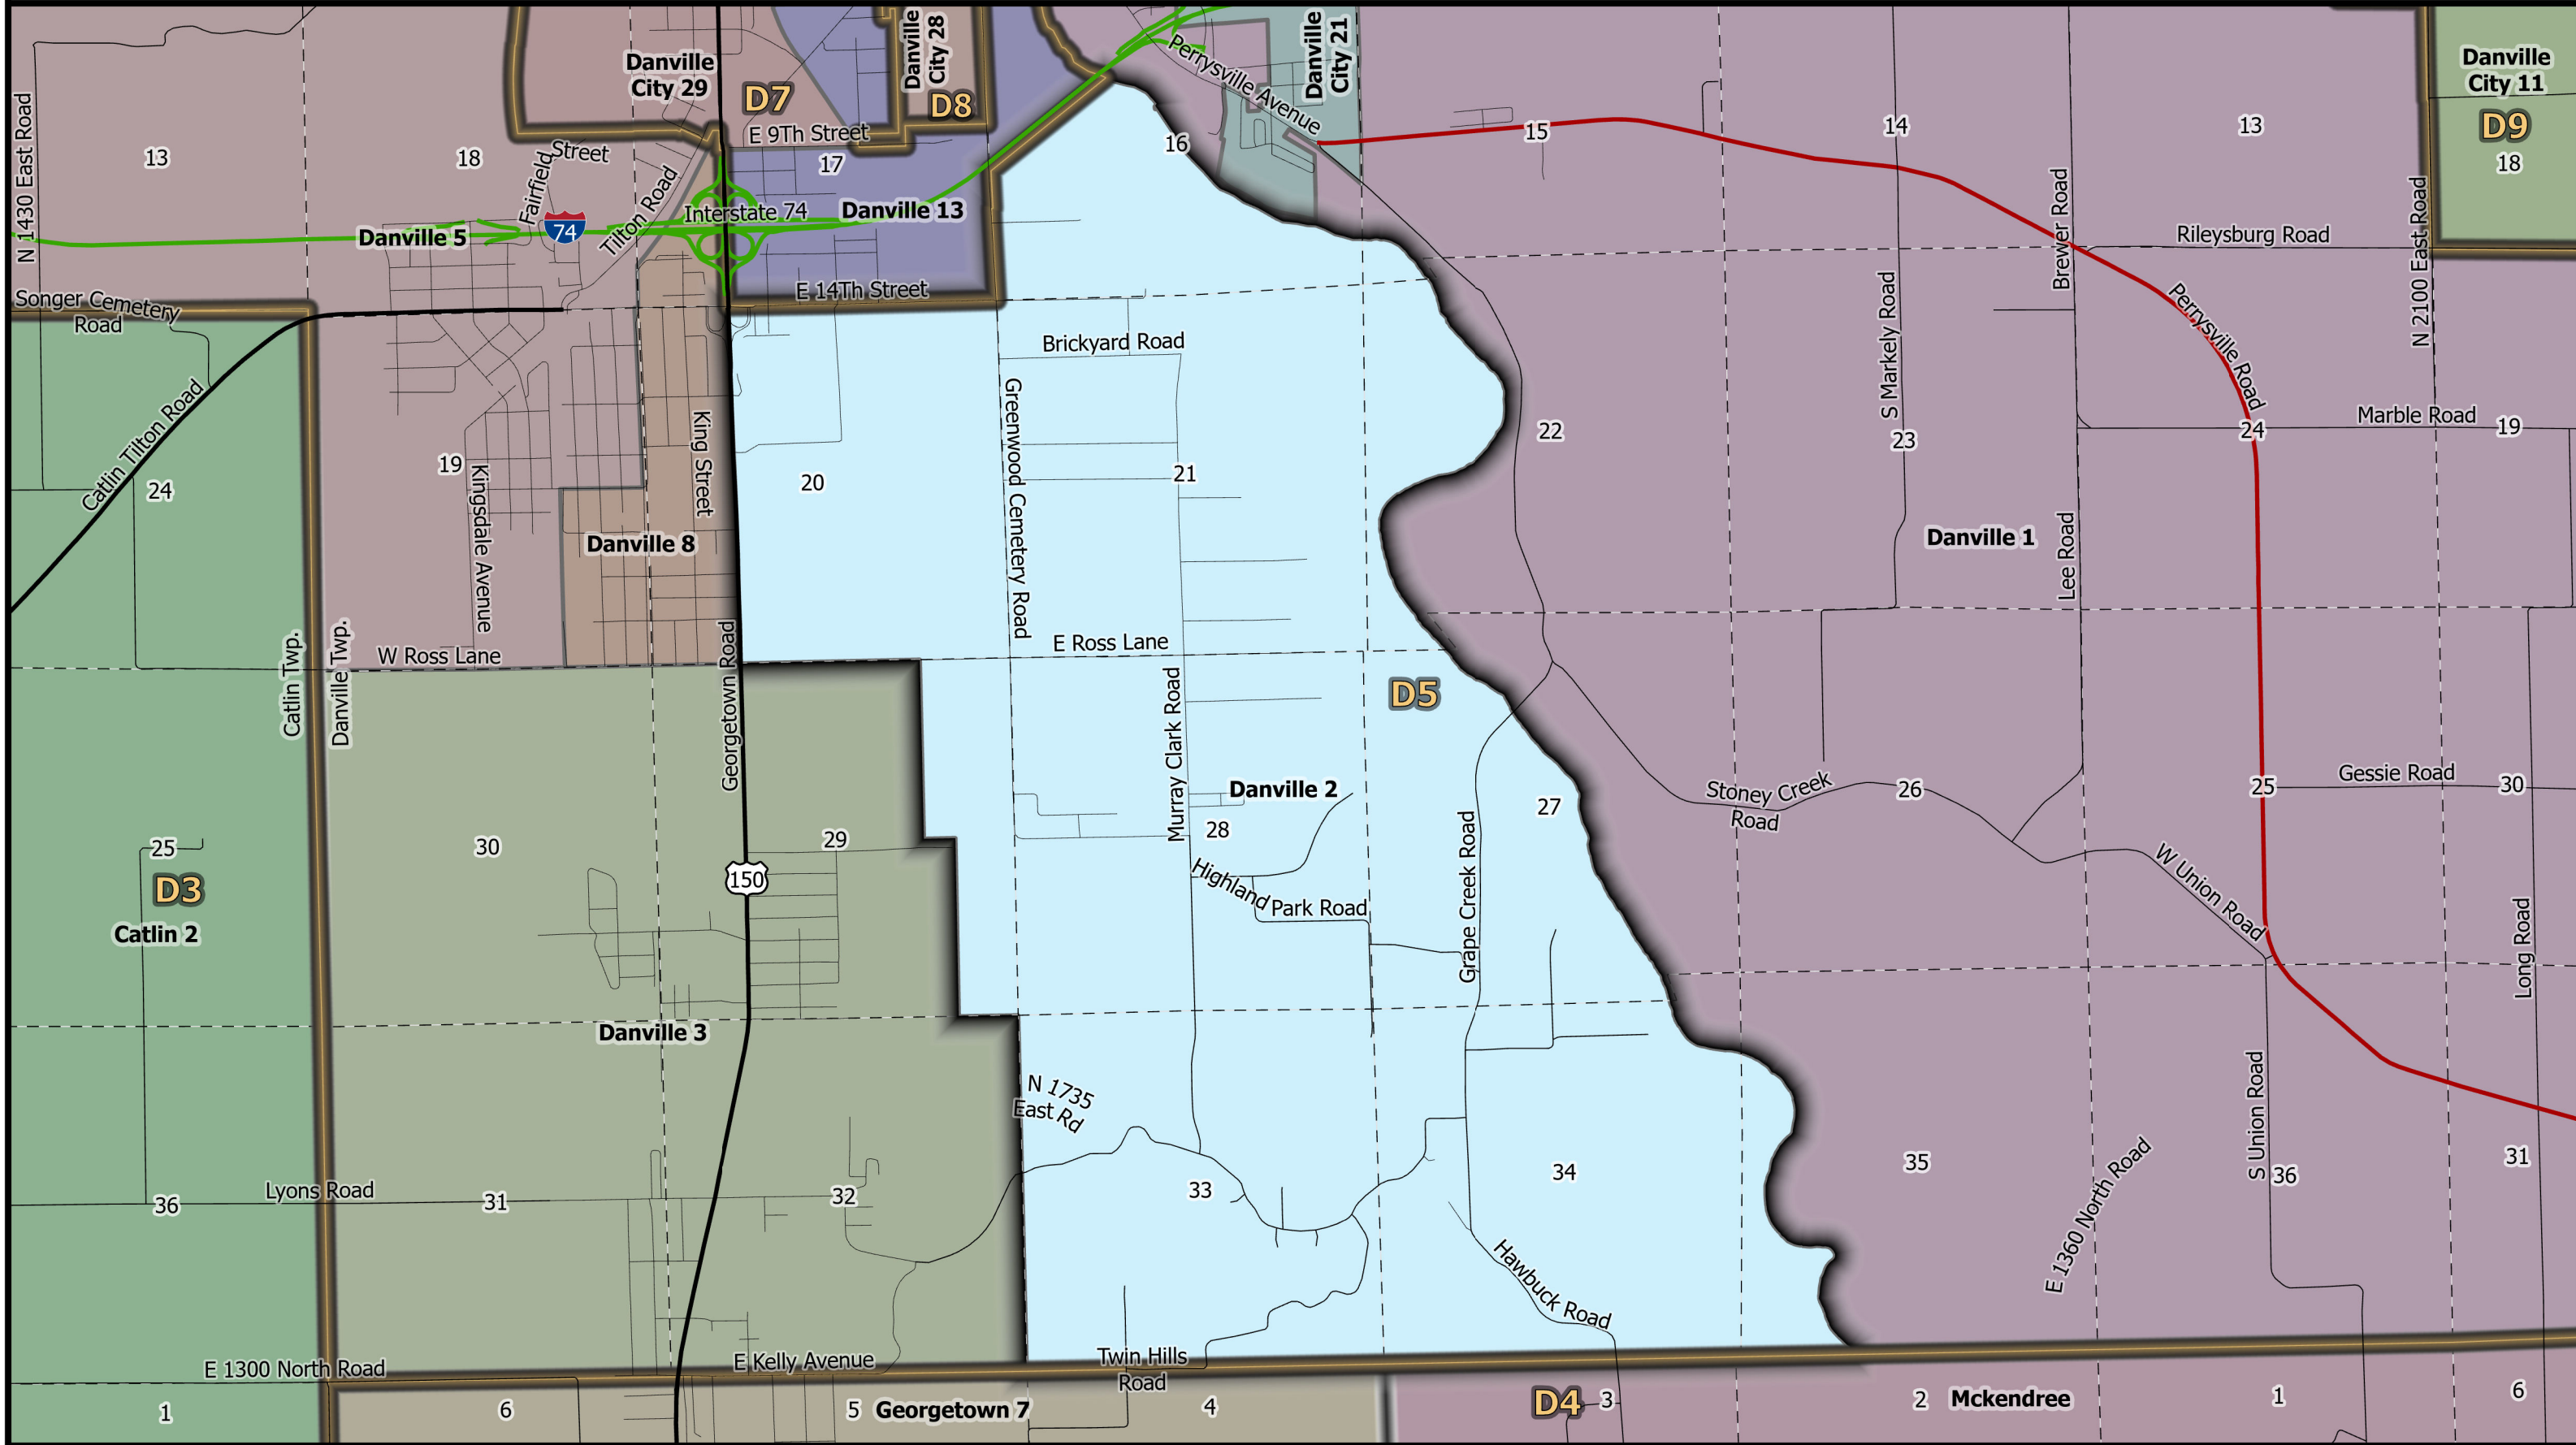 Danville
City 29
D7
Danville
City 28
D8
Perrysville Avenue
Danville
City 21
Danville
City 11
D9
18
N 1430 East Road
13
18
Fairfield
Street
Tilton Road
E 9Th Street
17
16
15
14
13
Danville 5
74
Interstate 74
Danville 13
Brewer Road
Rileysburg Road
N 2100 East Road
Songer Cemetery
Road
E 14Th Street
S Markely Road
Perrysville Road
Brickyard Road
Catlin Tilton Road
24
19
Kingsdale Avenue
King Street
20
Greenwood Cemetery Road
21
22
23
24
Marble Road
19
Danville 8
Danville 1
Lee Road
Catlin Twp.
Danville Twp.
W Ross Lane
Georgetown Road
E Ross Lane
Murray Clark Road
D5
Danville 2
28
27
Stoney Creek
Road
26
25
Gessie Road
30
25
D3
Catlin 2
30
29
150
Highland
Park Road
Grape Creek Road
W Union Road
Long Road
Danville 3
N 1735
East Rd
S Union Road
E 1360 North Road
36
Lyons Road
31
32
33
34
35
36
31
Hawbuck Road
E 1300 North Road
E Kelly Avenue
Twin Hills
Road
1
6
5
Georgetown 7
4
D4
3
2
Mckendree
1
6